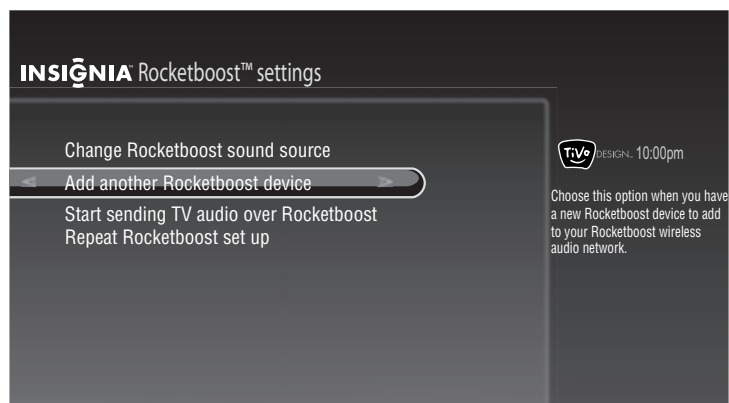 INSIGNIA™ Rocketboost™ settings
Change Rocketboost sound source
Add another Rocketboost device
Start sending TV audio over Rocketboost
Repeat Rocketboost set up
TiVo DESIGN™ 10:00pm
Choose this option when you have
a new Rocketboost device to add
to your Rocketboost wireless
audio network.